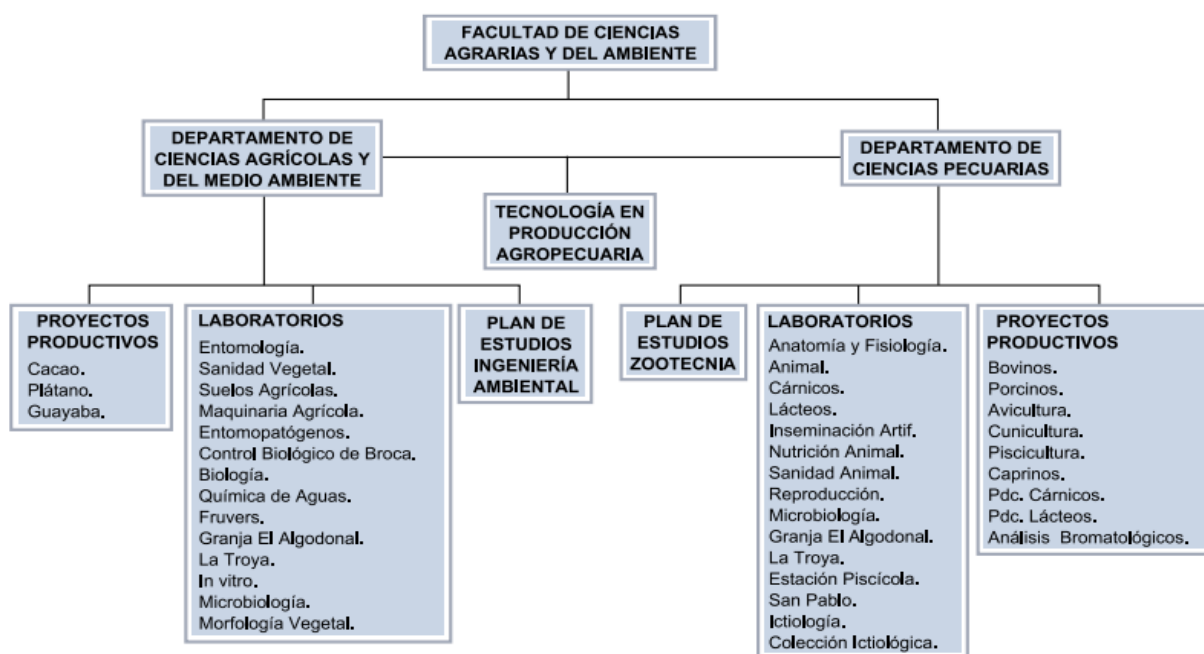 FACULTAD DE CIENCIAS
AGRARIAS Y DEL AMBIENTE
DEPARTAMENTO DE
CIENCIAS AGRÍCOLAS Y
DEL MEDIO AMBIENTE
DEPARTAMENTO DE
CIENCIAS PECUARIAS
TECNOLOGÍA EN
PRODUCCIÓN
AGROPECUARIA
PROYECTOS
PRODUCTIVOS
Cacao.
Plátano.
Guayaba.
LABORATORIOS
Entomología.
Sanidad Vegetal.
Suelos Agrícolas.
Maquinaria Agrícola.
Entomopatógenos.
Control Biológico de Broca.
Biología.
Química de Aguas.
Fruvers.
Granja El Algodonal.
La Troya.
In vitro.
Microbiología.
Morfología Vegetal.
PLAN DE
ESTUDIOS
INGENIERÍA
AMBIENTAL
PLAN DE
ESTUDIOS
ZOOTECNIA
LABORATORIOS
Anatomía y Fisiología.
Animal.
Cárnicos.
Lácteos.
Inseminación Artif.
Nutrición Animal.
Sanidad Animal.
Reproducción.
Microbiología.
Granja El Algodonal.
La Troya.
Estación Piscícola.
San Pablo.
Ictiología.
Colección Ictiológica.
PROYECTOS
PRODUCTIVOS
Bovinos.
Porcinos.
Avicultura.
Cunicultura.
Piscicultura.
Caprinos.
Pdc. Cárnicos.
Pdc. Lácteos.
Análisis Bromatológicos.